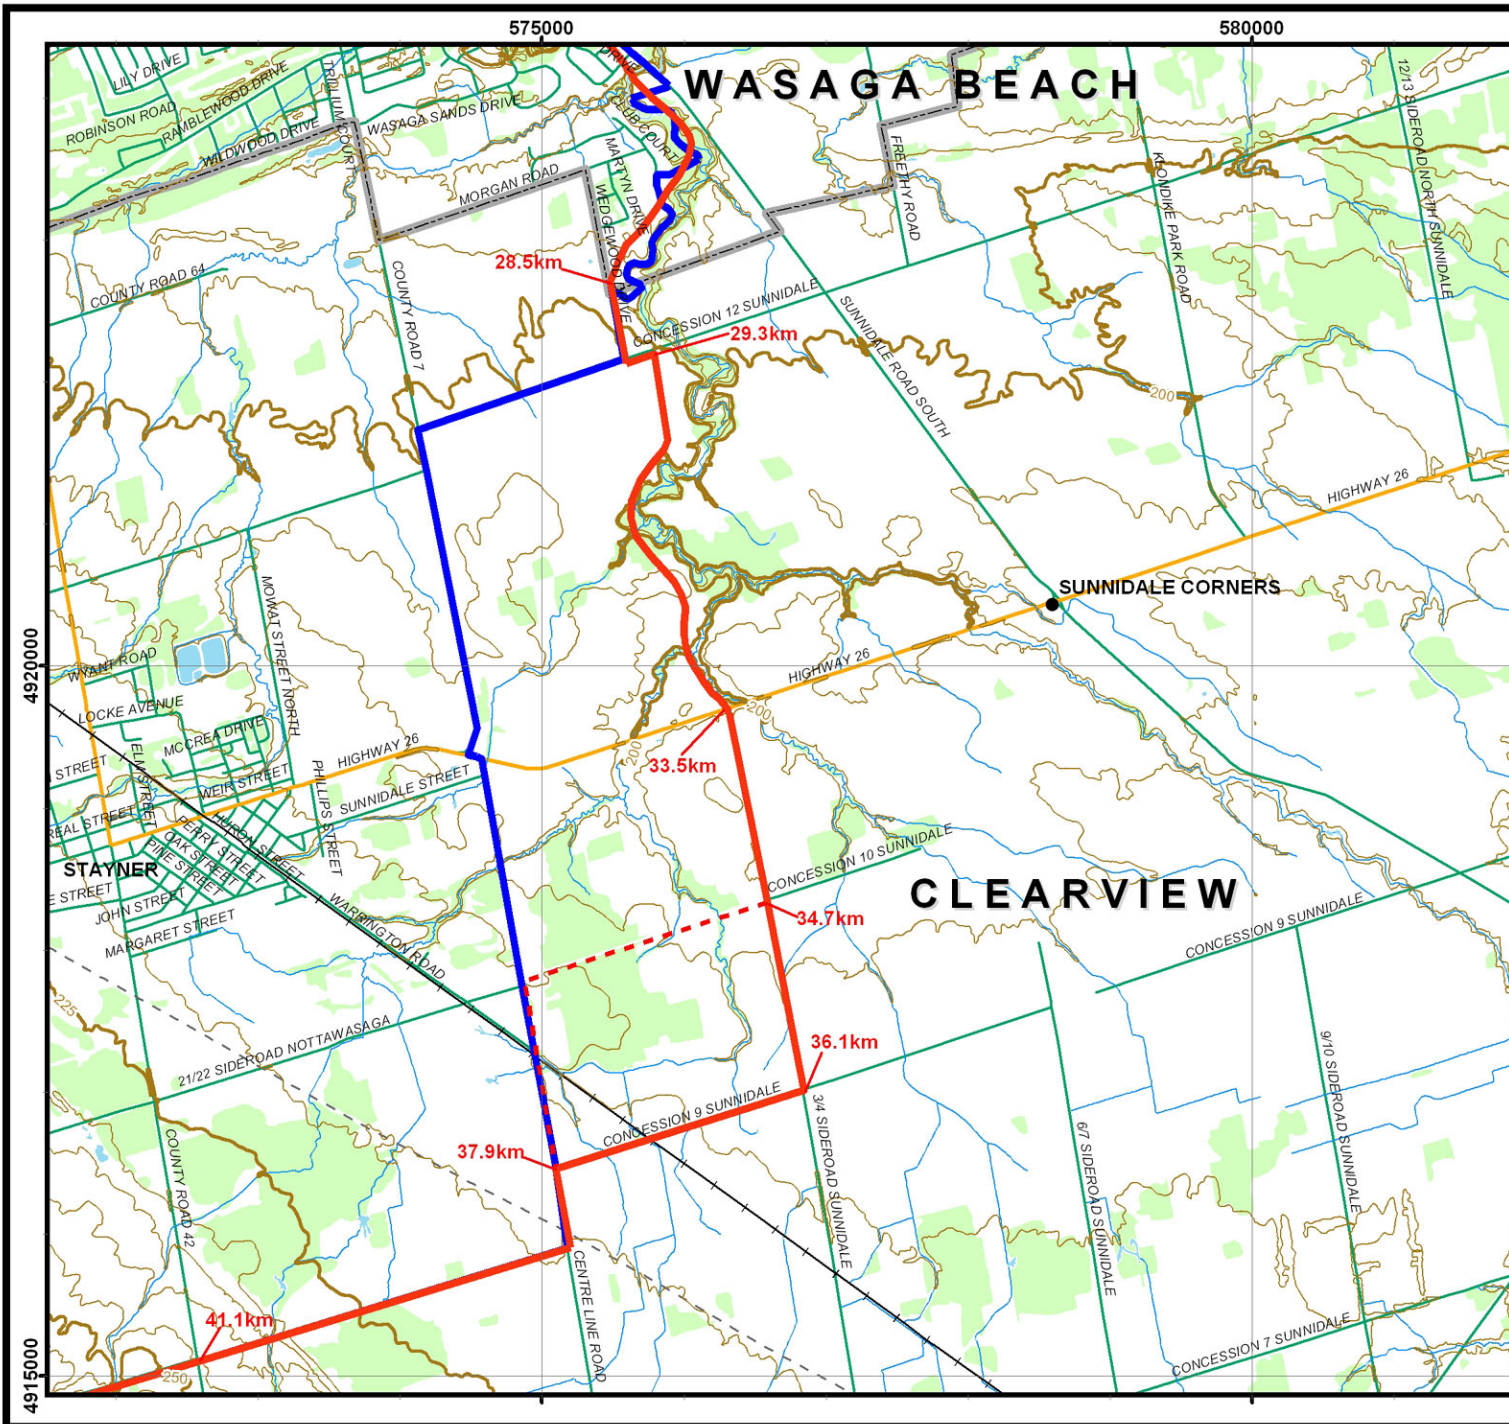 575000
580000
WASAGA BEACH
LILY DRIVE
TRILLIUM COURT
DRIVE
12/13 SIDEROAD NORTH SUNNIDALE
ROBINSON ROAD
RAMBLEWOOD DRIVE
WILDWOOD DRIVE
WASAGA SANDS DRIVE
CLUB COURT
MARTYN DRIVE
WEDGEWOOD DRIVE
MORGAN ROAD
FREETHY ROAD
KLONDIKE PARK ROAD
COUNTY ROAD 64
COUNTY ROAD 7
28.5km
CONCESSION 12 SUNNIDALE
29.3km
SUNNIDALE ROAD SOUTH
200
HIGHWAY 26
SUNNIDALE CORNERS
MOWAT STREET NORTH
4920000
WYANT ROAD
LOCKE AVENUE
MCCREA DRIVE
HIGHWAY 26
HIGHWAY 26
200
200
33.5km
STREET
ELM STREET
WEIR STREET
PHILLIPS STREET
SUNNIDALE STREET
REAL STREET
HURON STREET
PERRY STREET
OAK STREET
PINE STREET
STAYNER
E STREET
JOHN STREET
MARGARET STREET
WARRINGTON ROAD
CONCESSION 10 SUNNIDALE
CLEARVIEW
34.7km
CONCESSION 9 SUNNIDALE
225
21/22 SIDEROAD NOTTAWASAGA
36.1km
9/10 SIDEROAD SUNNIDALE
CONCESSION 9 SUNNIDALE
3/4 SIDEROAD SUNNIDALE
6/7 SIDEROAD SUNNIDALE
37.9km
COUNTY ROAD 42
CENTRE LINE ROAD
41.1km
CONCESSION 7 SUNNIDALE
250
4915000